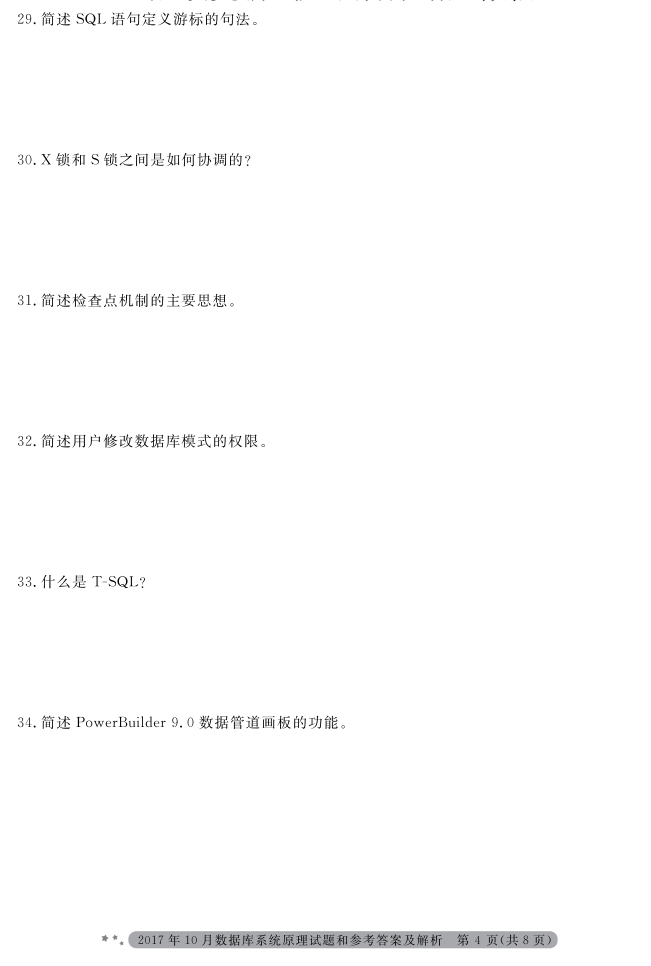 29. 简述 SQL 语句定义游标的句法。
30. X 锁和 S 锁之间是如何协调的?
31. 简述检查点机制的主要思想。
32. 简述用户修改数据库模式的权限。
33. 什么是 T-SQL?
34. 简述 PowerBuilder 9.0 数据管道画板的功能。
2017 年 10 月数据库系统原理试题和参考答案及解析 第 4 页(共 8 页)